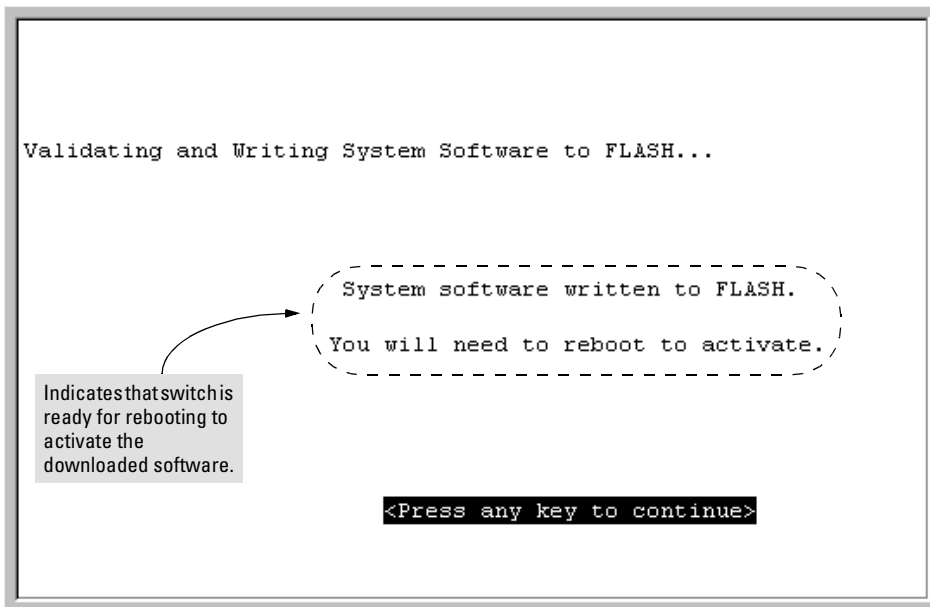 Validating and Writing System Software to FLASH...
System software written to FLASH.
You will need to reboot to activate.
Indicates that switch is
ready for rebooting to
activate the
downloaded software.
<Press any key to continue>